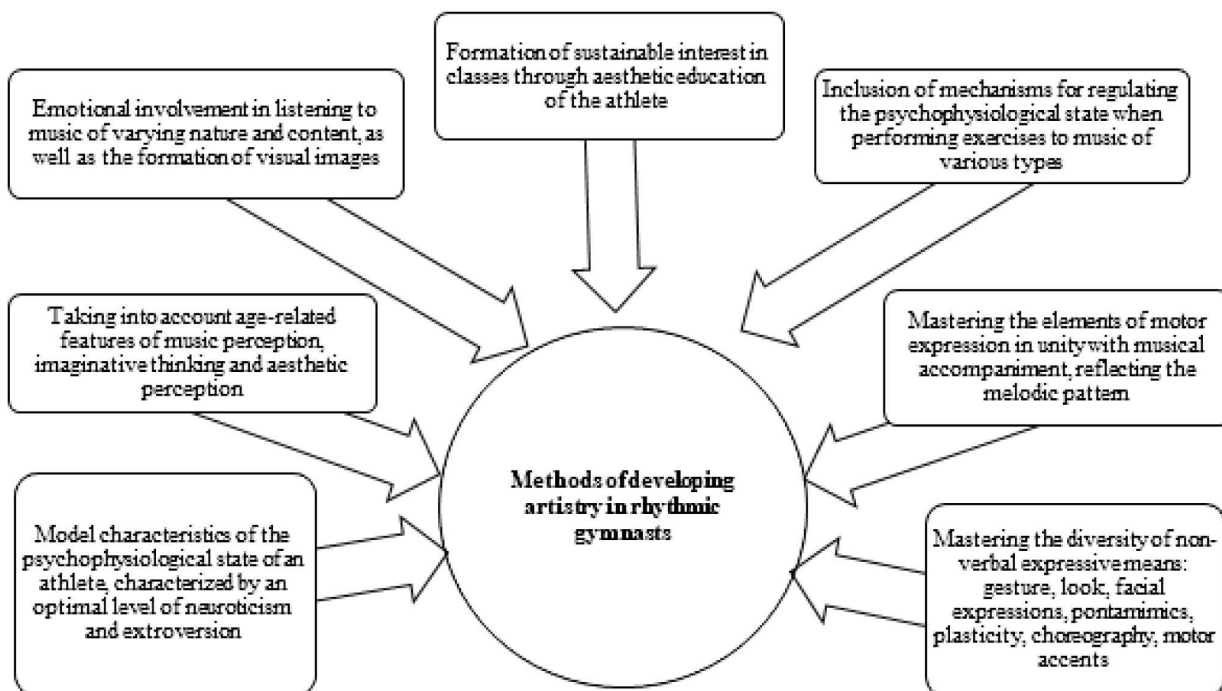 Formation of sustainable interest in
classes through aesthetic education
of the athlete
Emotional involvement in listening to
music of varying nature and content, as
well as the formation of visual images
Inclusion of mechanisms for regulating
the psychophysiological state when
performing exercises to music of
various types
Taking into account age-related
features of music perception,
imaginative thinking and aesthetic
perception
Mastering the elements of motor
expression in unity with musical
accompaniment, reflecting the
melodic pattern
Methods of developing
artistry in rhythmic
gymnasts
Model characteristics of the
psychophysiological state of an
athlete, characterized by an
optimal level of neuroticism
and extroversion
Mastering the diversity of non-
verbal expressive means:
gesture, look, facial
expressions, pontamimics,
plasticity, choreography, motor
accents